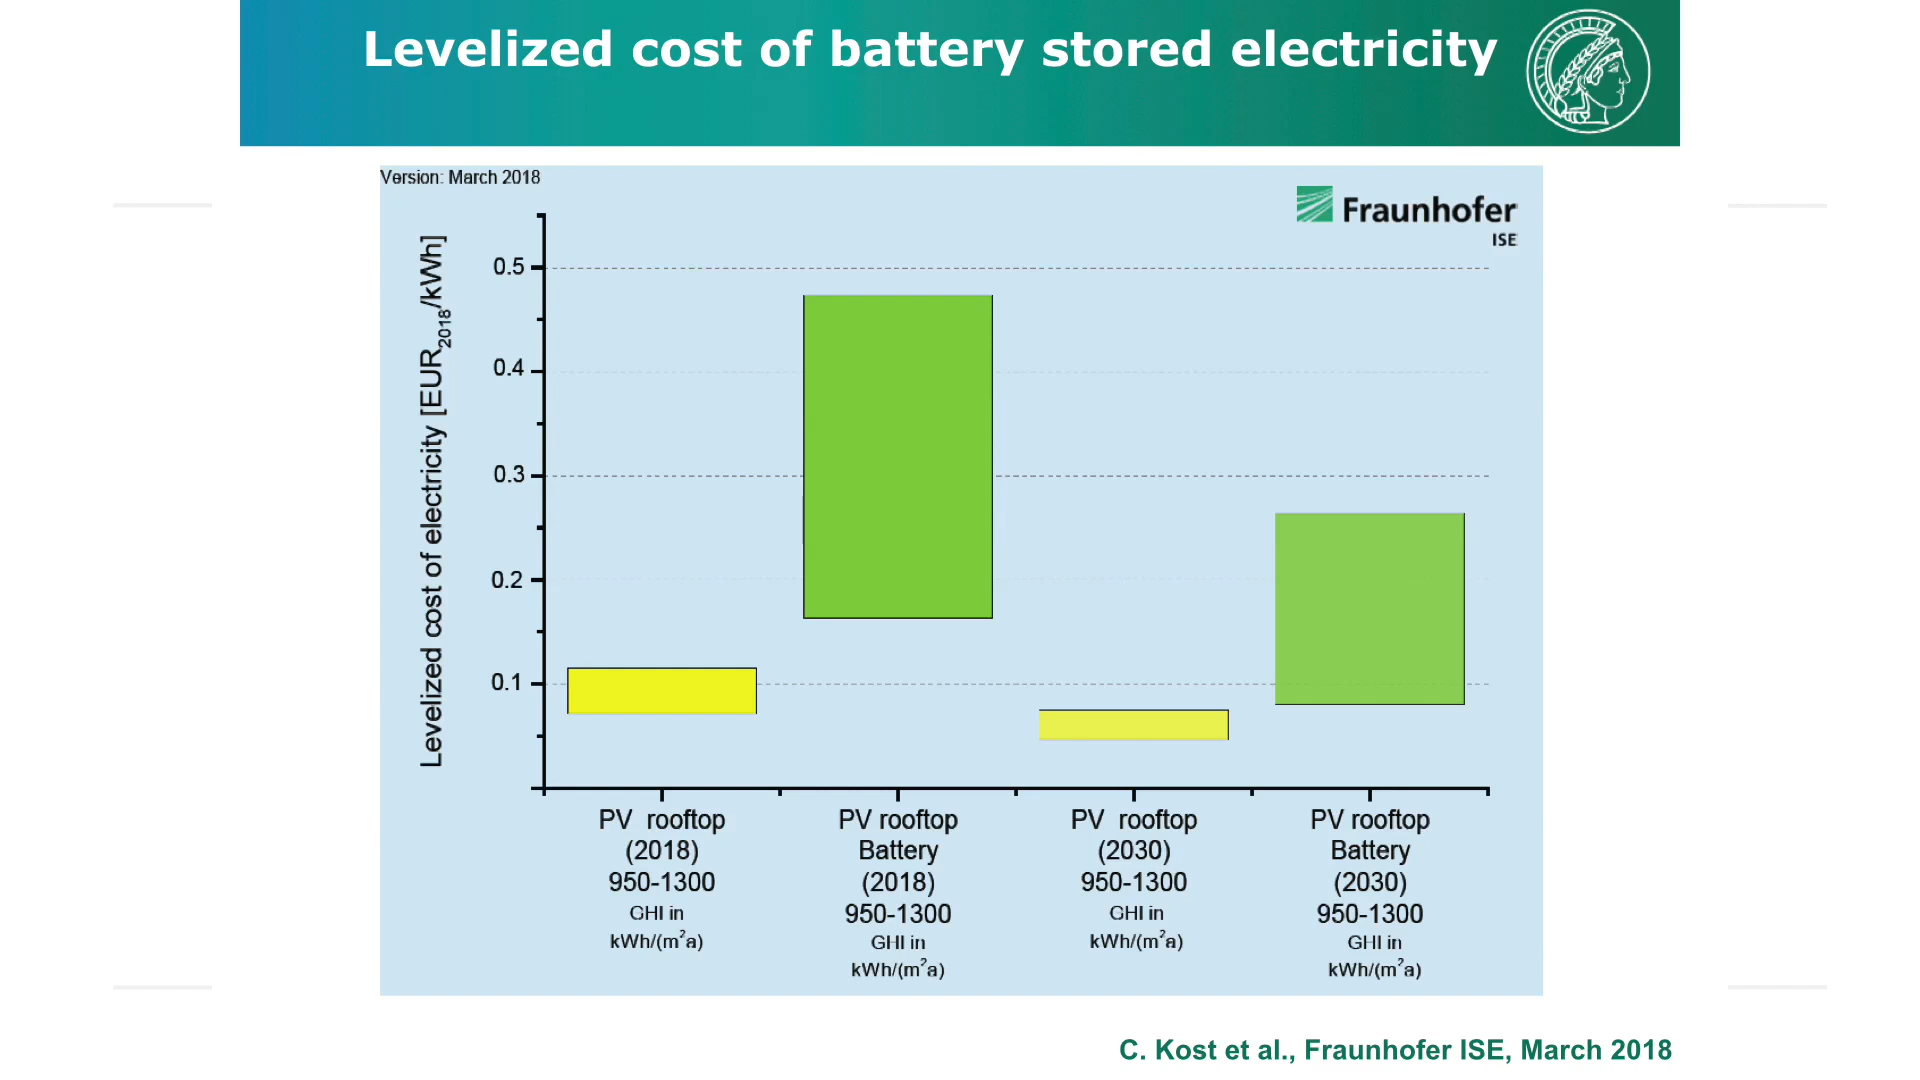 Levelized cost of battery stored electricity
Version: March 2018
Fraunhofer
ISE
Levelized cost of electricity [EUR2018/kWh]
0.5
0.4
0.3
0.2
0.1
PV rooftop
(2018)
950-1300
GHI in
kWh/(m²a)
PV rooftop
Battery
(2018)
950-1300
GHI in
kWh/(m²a)
PV rooftop
(2030)
950-1300
GHI in
kWh/(m²a)
PV rooftop
Battery
(2030)
950-1300
GHI in
kWh/(m²a)
C. Kost et al., Fraunhofer ISE, March 2018